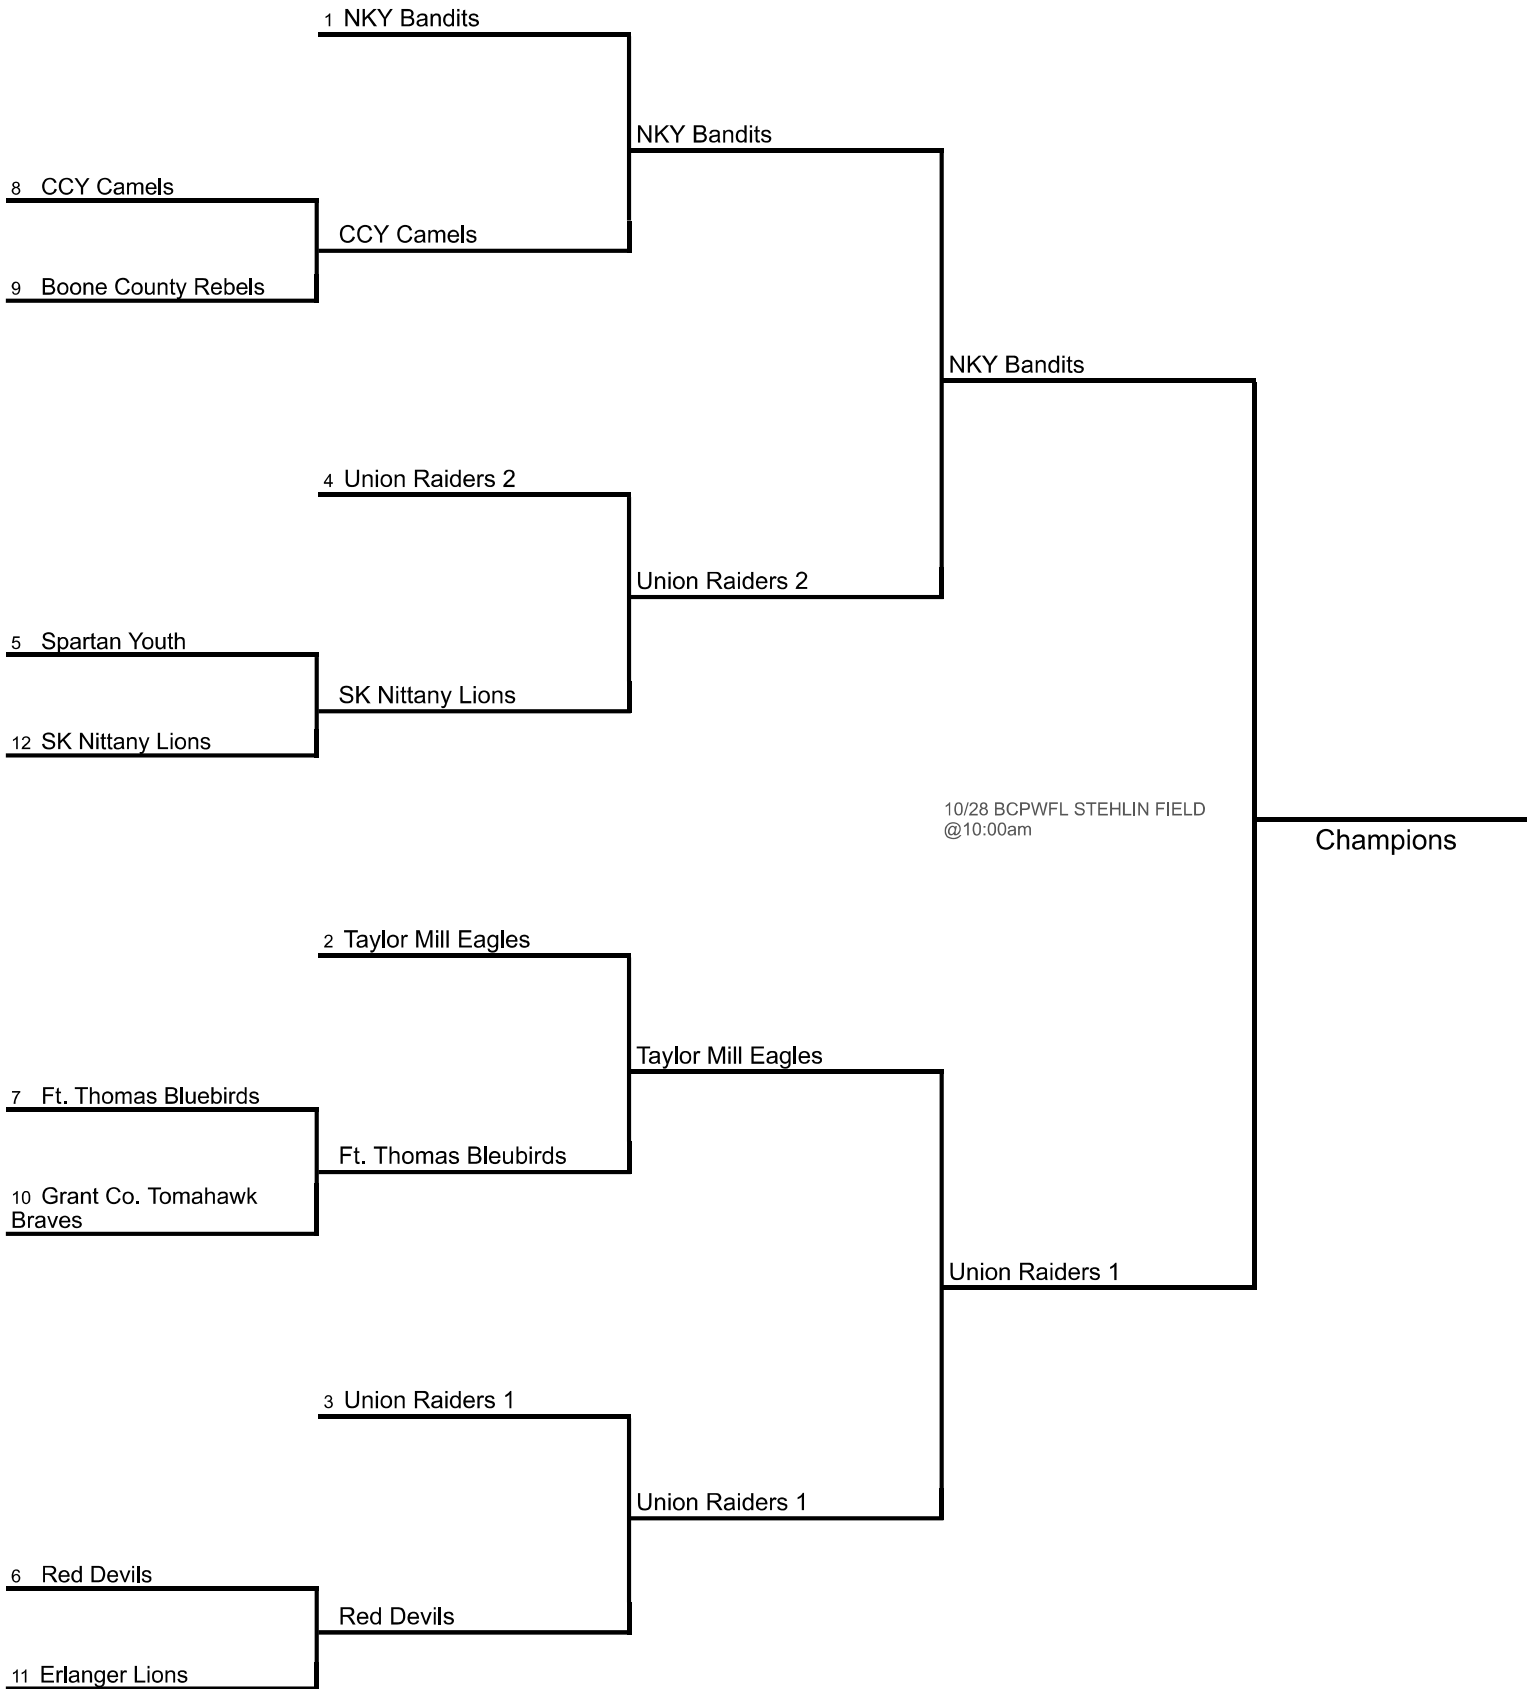 1 NKY Bandits
NKY Bandits
8 CCY Camels
CCY Camels
9 Boone County Rebels
NKY Bandits
4 Union Raiders 2
Union Raiders 2
5 Spartan Youth
SK Nittany Lions
12 SK Nittany Lions
10/28 BCPWFL STEHLIN FIELD
@10:00am
Champions
2 Taylor Mill Eagles
Taylor Mill Eagles
7 Ft. Thomas Bluebirds
Ft. Thomas Bleubirds
10 Grant Co. Tomahawk
Braves
Union Raiders 1
3 Union Raiders 1
Union Raiders 1
6 Red Devils
Red Devils
11 Erlanger Lions